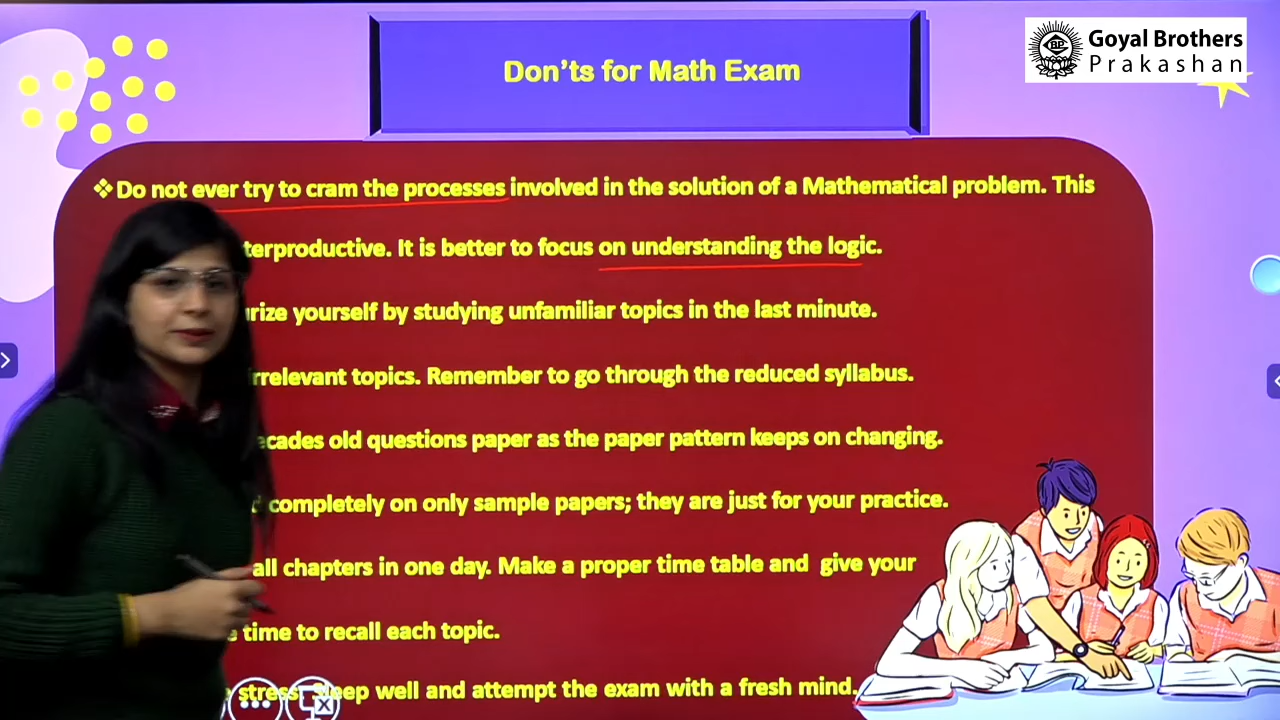 Don'ts for Math Exam
Goyal Brothers
Prakashan
BP
❖Do not ever try to cram the processes involved in the solution of a Mathematical problem. This
terproductive. It is better to focus on understanding the logic.
rize yourself by studying unfamiliar topics in the last minute.
rrelevant topics. Remember to go through the reduced syllabus.
ecades old questions paper as the paper pattern keeps on changing.
completely on only sample papers; they are just for your practice.
all chapters in one day. Make a proper time table and give your
time to recall each topic.
stress. Sleep well and attempt the exam with a fresh mind.